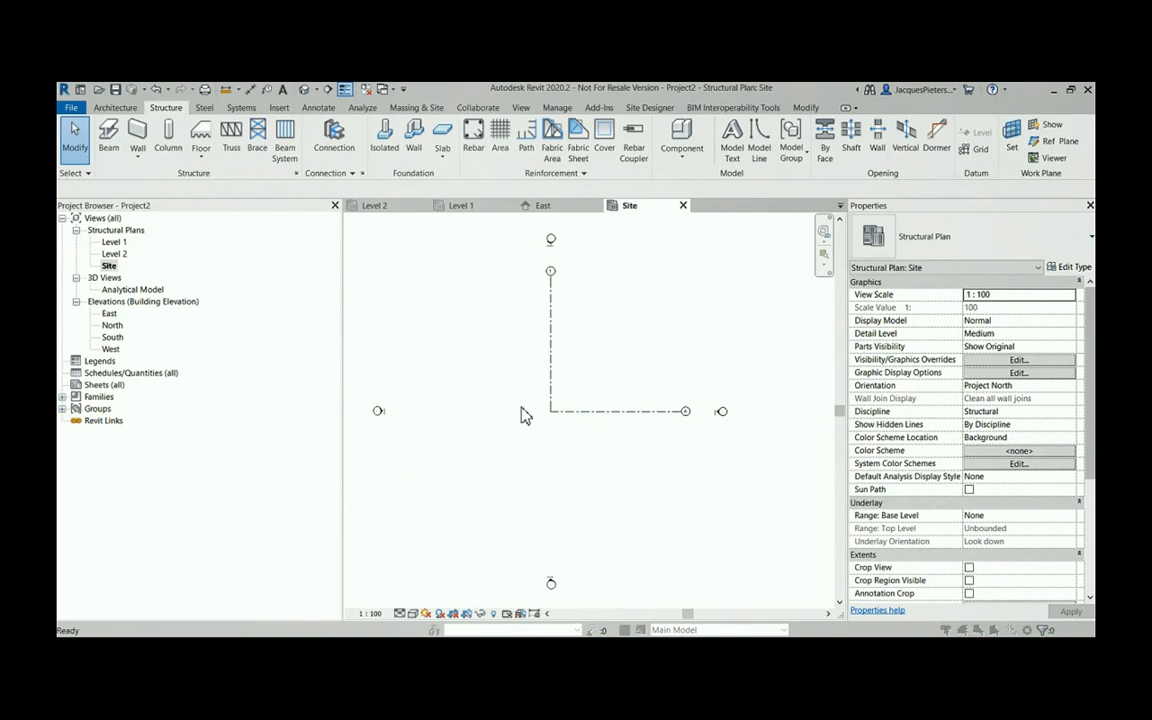 Autodesk Revit 2020.2 - Not For Resale Version - Project2 - Structural Plan: Site
JacquesPieters...
File Architecture Structure Steel Systems Insert Annotate Analyze Massing & Site Collaborate View Manage Add-Ins Site Designer BIM Interoperability Tools Modify
Modify Beam Wall Column Floor Truss Brace Beam System Connection Isolated Wall Slab Rebar Area Path Fabric Area Fabric Sheet Cover Rebar Coupler Component Model Text Model Line Model Group By Face Shaft Wall Vertical Dormer Level Grid Set Show Ref Plane Viewer
Select Structure Connection Foundation Reinforcement Model Opening Datum Work Plane
Project Browser - Project2
Views (all)
Structural Plans
Level 1
Level 2
Site
3D Views
Analytical Model
Elevations (Building Elevation)
East
North
South
West
Legends
Schedules/Quantities (all)
Sheets (all)
Families
Groups
Revit Links
Level 2 Level 1 East Site
1 : 100
Properties
Structural Plan
Structural Plan: Site Edit Type
Graphics
View Scale 1 : 100
Scale Value 1: 100
Display Model Normal
Detail Level Medium
Parts Visibility Show Original
Visibility/Graphics Overrides Edit...
Graphic Display Options Edit...
Orientation Project North
Wall Join Display Clean all wall joins
Discipline Structural
Show Hidden Lines By Discipline
Color Scheme Location Background
Color Scheme <none>
System Color Schemes Edit...
Default Analysis Display Style None
Sun Path
Underlay
Range: Base Level None
Range: Top Level Unbounded
Underlay Orientation Look down
Extents
Crop View
Crop Region Visible
Annotation Crop
Properties help Apply
Ready :0 Main Model :0